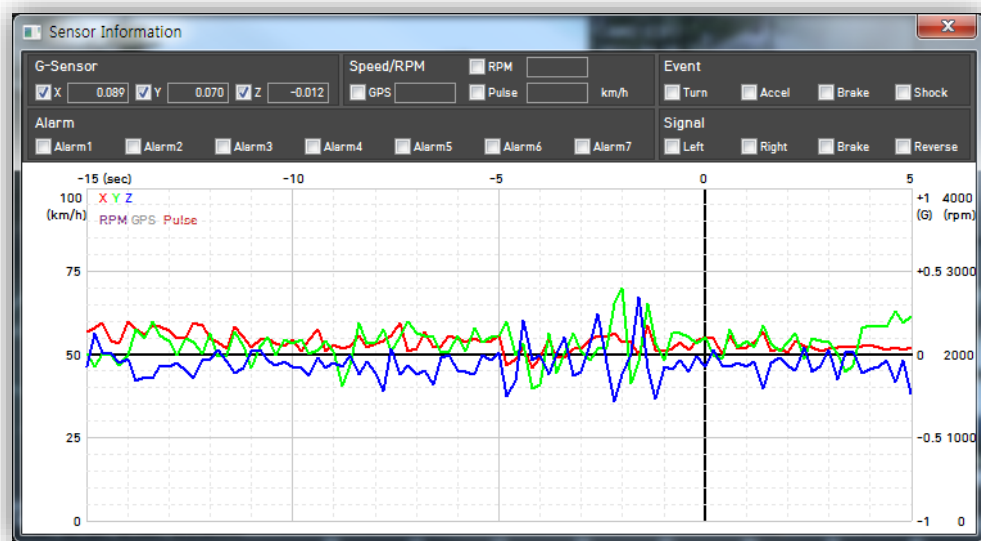 Sensor Information
G-Sensor Speed/RPM RPM Event
X 0.089 Y 0.070 Z -0.012 GPS Pulse km/h Turn Accel Brake Shock
Alarm Signal
Alarm1 Alarm2 Alarm3 Alarm4 Alarm5 Alarm6 Alarm7 Left Right Brake Reverse
-15 (sec) -10 -5 0 5
100 X Y Z +1 4000
(km/h) RPM GPS Pulse (G) (rpm)
75 +0.5 3000
50 0 2000
25 -0.5 1000
0 -1 0